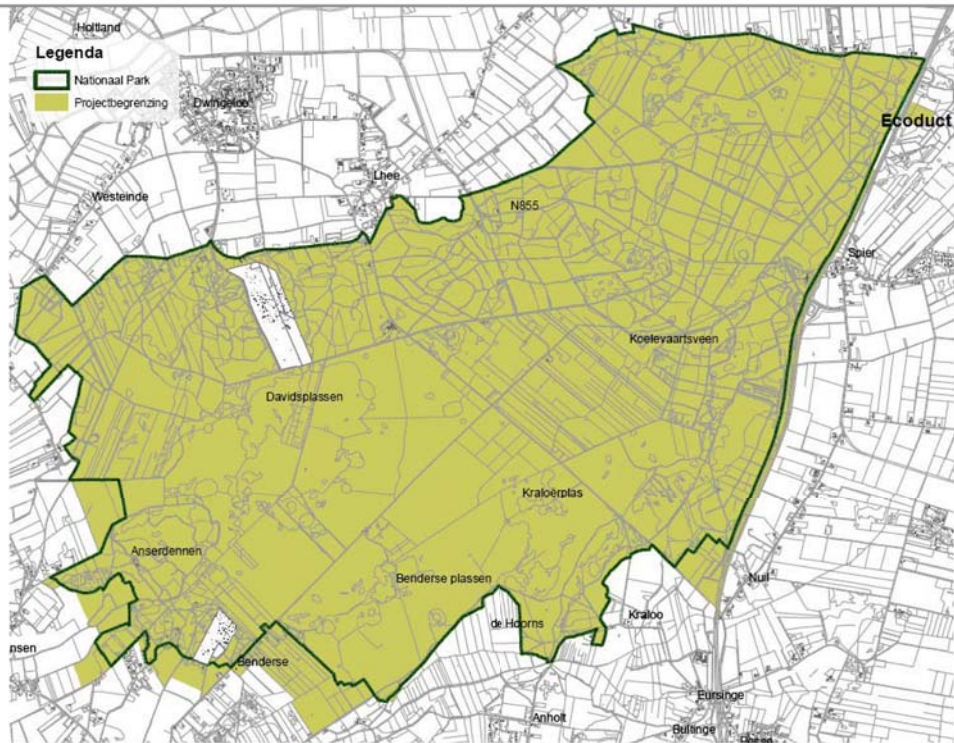 Holtland
Legenda
Nationaal Park
Projectbegrenzing
Dwingeloo
Ecoduct
Lhee
Westeinde
N855
Spier
Koelevaartsveen
Davidsplassen
Kraloërplas
Anserdennen
Benderse plassen
Nuil
Kraloo
de Hoorns
nsen
Benderse
Eursinge
Anholt
Bultinge